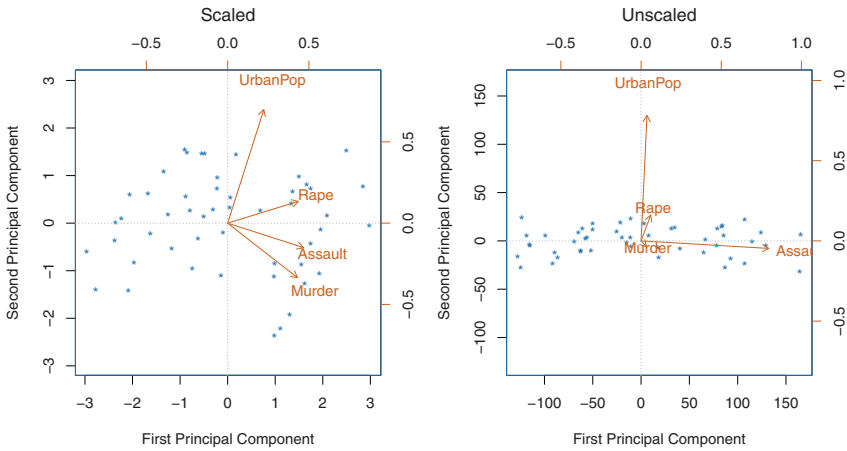 Scaled
−0.5 0.0 0.5
UrbanPop
Rape
Assault
Murder
3
2
1
0
−1
−2
−3
0.5
0.0
−0.5
Second Principal Component
−3 −2 −1 0 1 2 3
First Principal Component
Unscaled
−0.5 0.0 0.5 1.0
UrbanPop
Rape
Murder
Assau
150
100
50
0
−50
−100
1.0
0.5
0.0
−0.5
Second Principal Component
−100 −50 0 50 100 150
First Principal Component